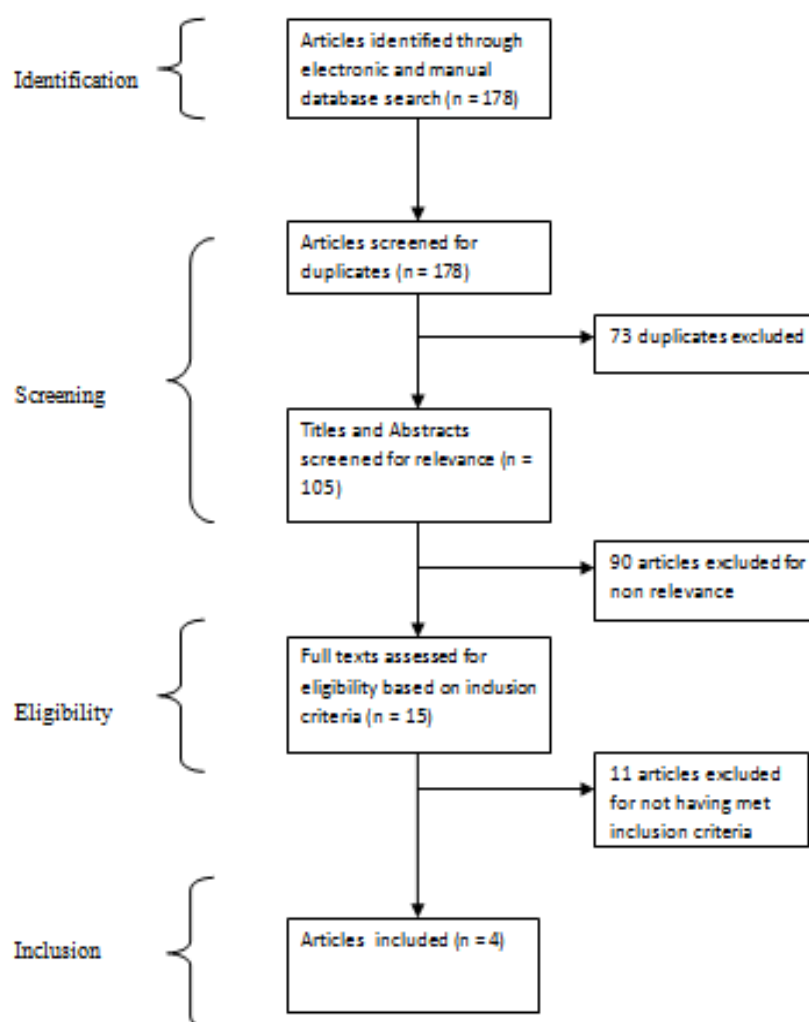 Articles identified through
electronic and manual
database search (n = 178)
Identification
Articles screened for
duplicates (n = 178)
73 duplicates excluded
Screening
Titles and Abstracts
screened for relevance (n =
105)
90 articles excluded for
non relevance
Full texts assessed for
eligibility based on inclusion
criteria (n = 15)
Eligibility
11 articles excluded
for not having met
inclusion criteria
Articles included (n = 4)
Inclusion